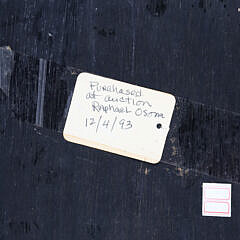 Purchased
at auction
Raphael Osona
12/4/93